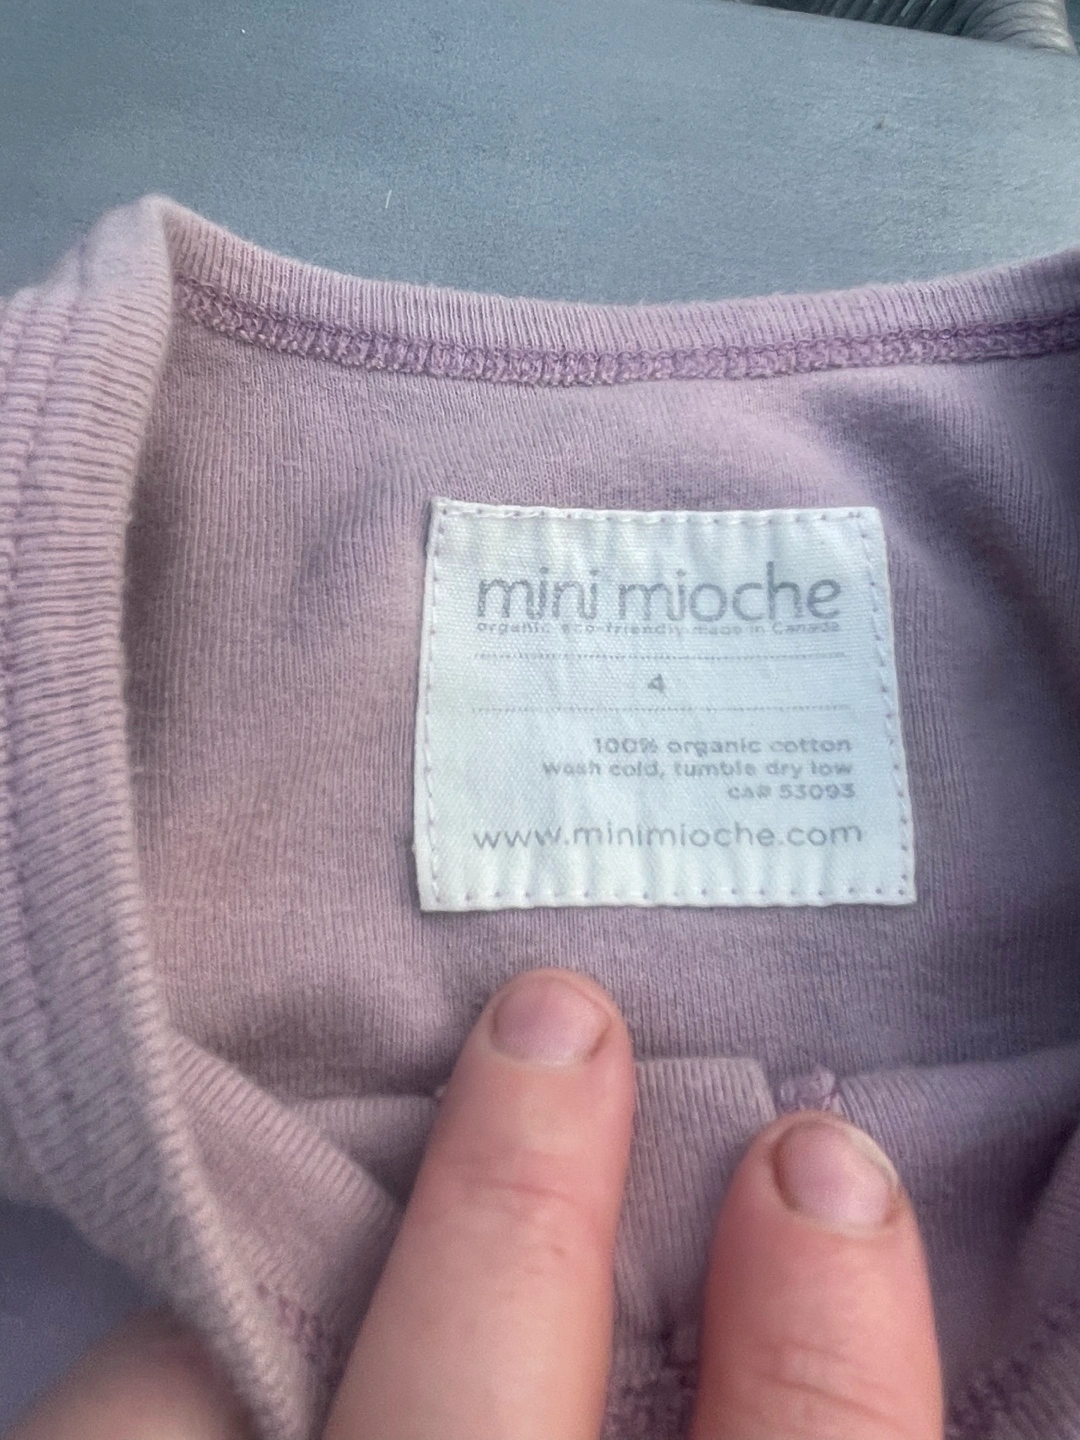 mini mioche
organic eco-friendly made in Canada
4
100% organic cotton
wash cold, tumble dry low
ca# 53093
www.minimioche.com